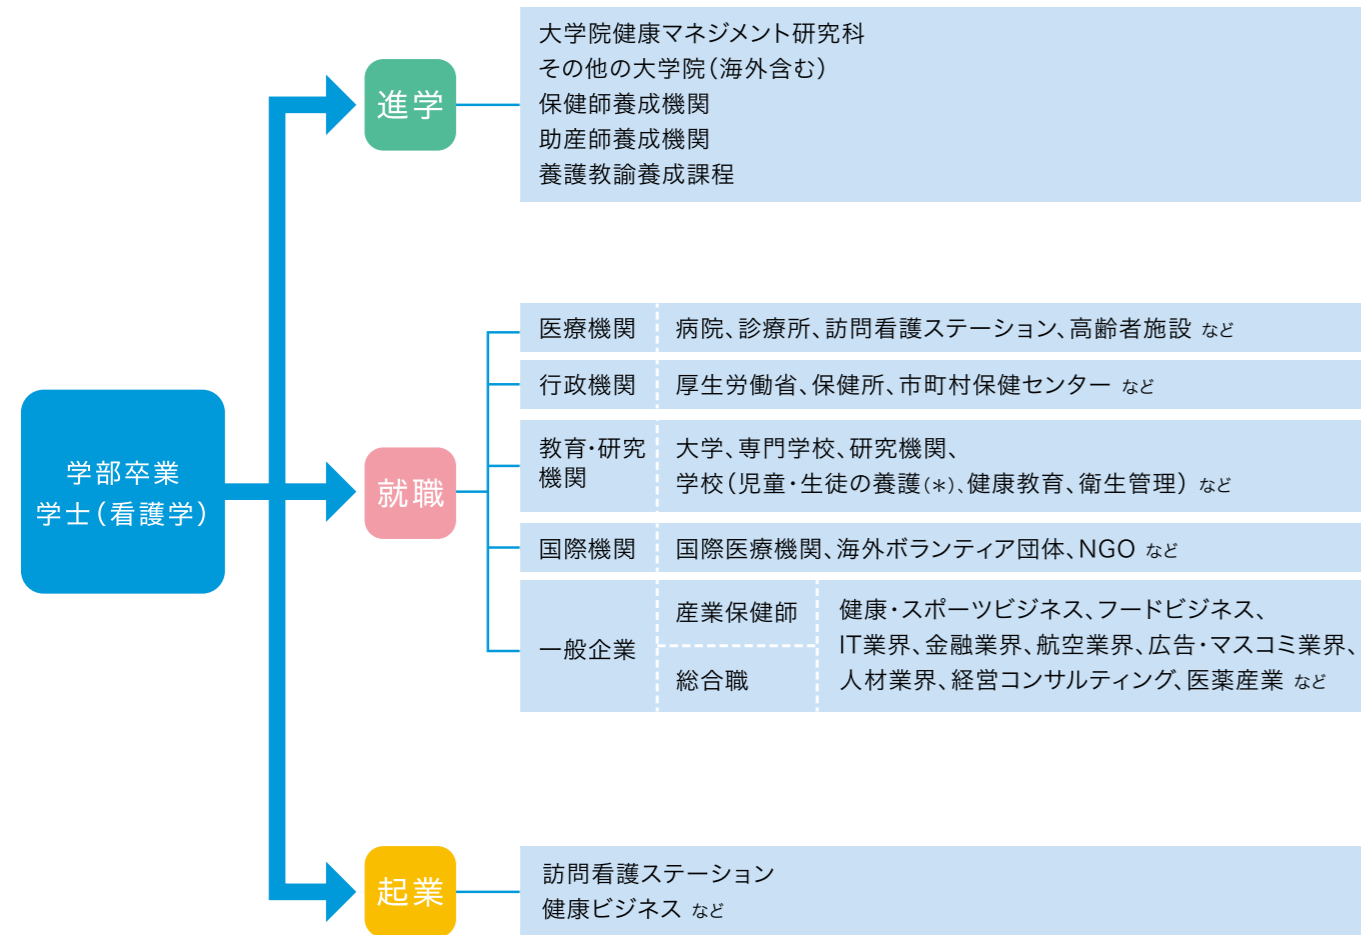 学部卒業
学士（看護学）
進学
大学院健康マネジメント研究科
その他の大学院（海外含む）
保健師養成機関
助産師養成機関
養護教諭養成課程
就職
医療機関 病院、診療所、訪問看護ステーション、高齢者施設 など
行政機関 厚生労働省、保健所、市町村保健センター など
教育・研究
機関
大学、専門学校、研究機関、
学校（児童・生徒の養護（＊）、健康教育、衛生管理） など
国際機関 国際医療機関、海外ボランティア団体、NGO など
一般企業
産業保健師
総合職
健康・スポーツビジネス、フードビジネス、
IT業界、金融業界、航空業界、広告・マスコミ業界、
人材業界、経営コンサルティング、医薬産業 など
起業
訪問看護ステーション
健康ビジネス など